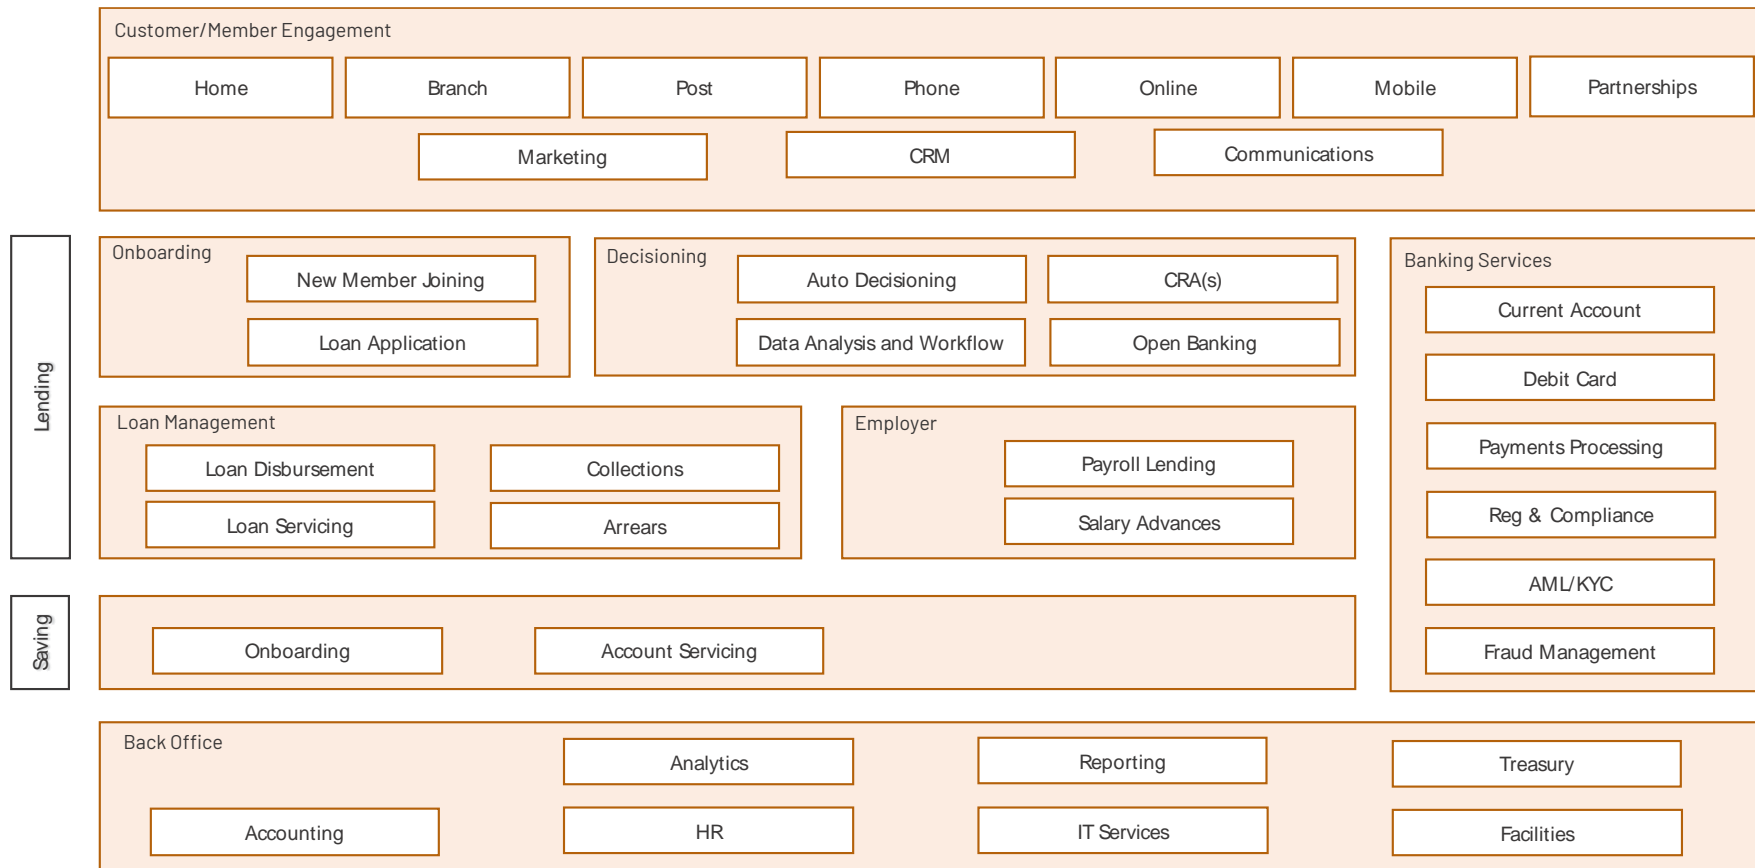 Customer/Member Engagement
Home
Branch
Post
Phone
Online
Mobile
Partnerships
Marketing
CRM
Communications
Lending
Onboarding
New Member Joining
Loan Application
Decisioning
Auto Decisioning
CRA(s)
Data Analysis and Workflow
Open Banking
Loan Management
Loan Disbursement
Collections
Loan Servicing
Arrears
Employer
Payroll Lending
Salary Advances
Banking Services
Current Account
Debit Card
Payments Processing
Reg & Compliance
AML/KYC
Fraud Management
Saving
Onboarding
Account Servicing
Back Office
Analytics
Reporting
Treasury
Accounting
HR
IT Services
Facilities